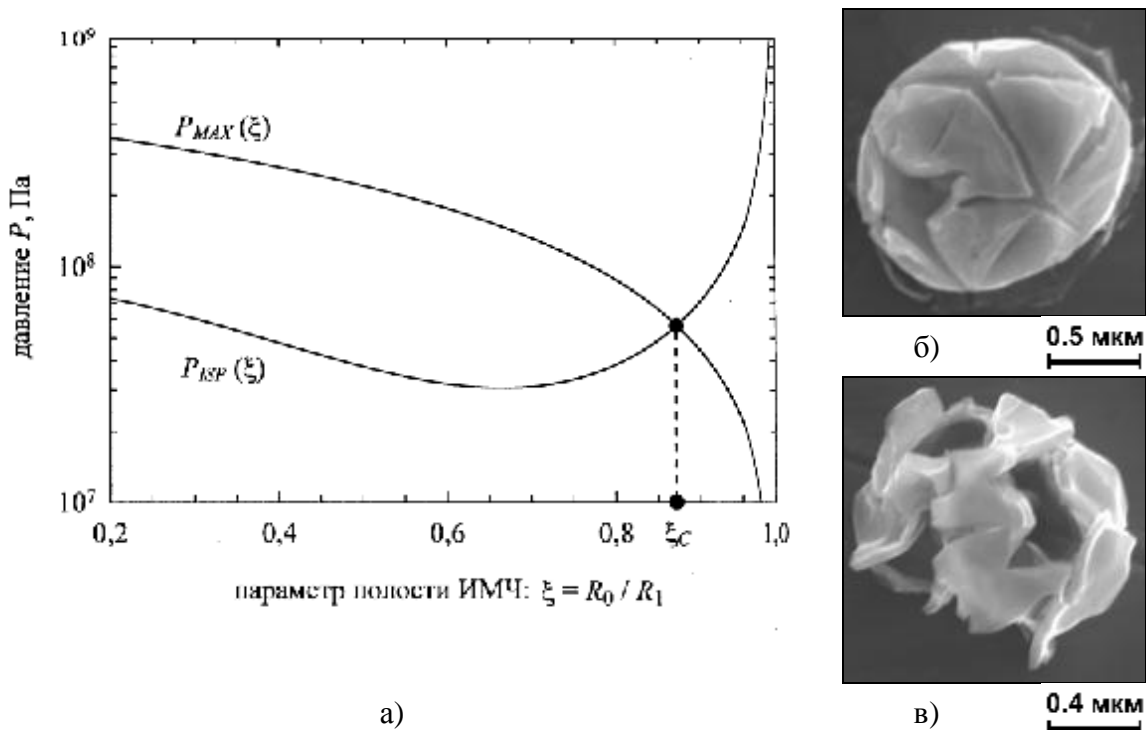 10⁹
P_MAX (ξ)
давление P, Па
10⁸
P_ISP (ξ)
10⁷
0,2 0,4 0,6 0,8 ξ_C 1,0
параметр полости ИМЧ: ξ = R₀ / R₁
а)
б)
0.5 мкм
в)
0.4 мкм